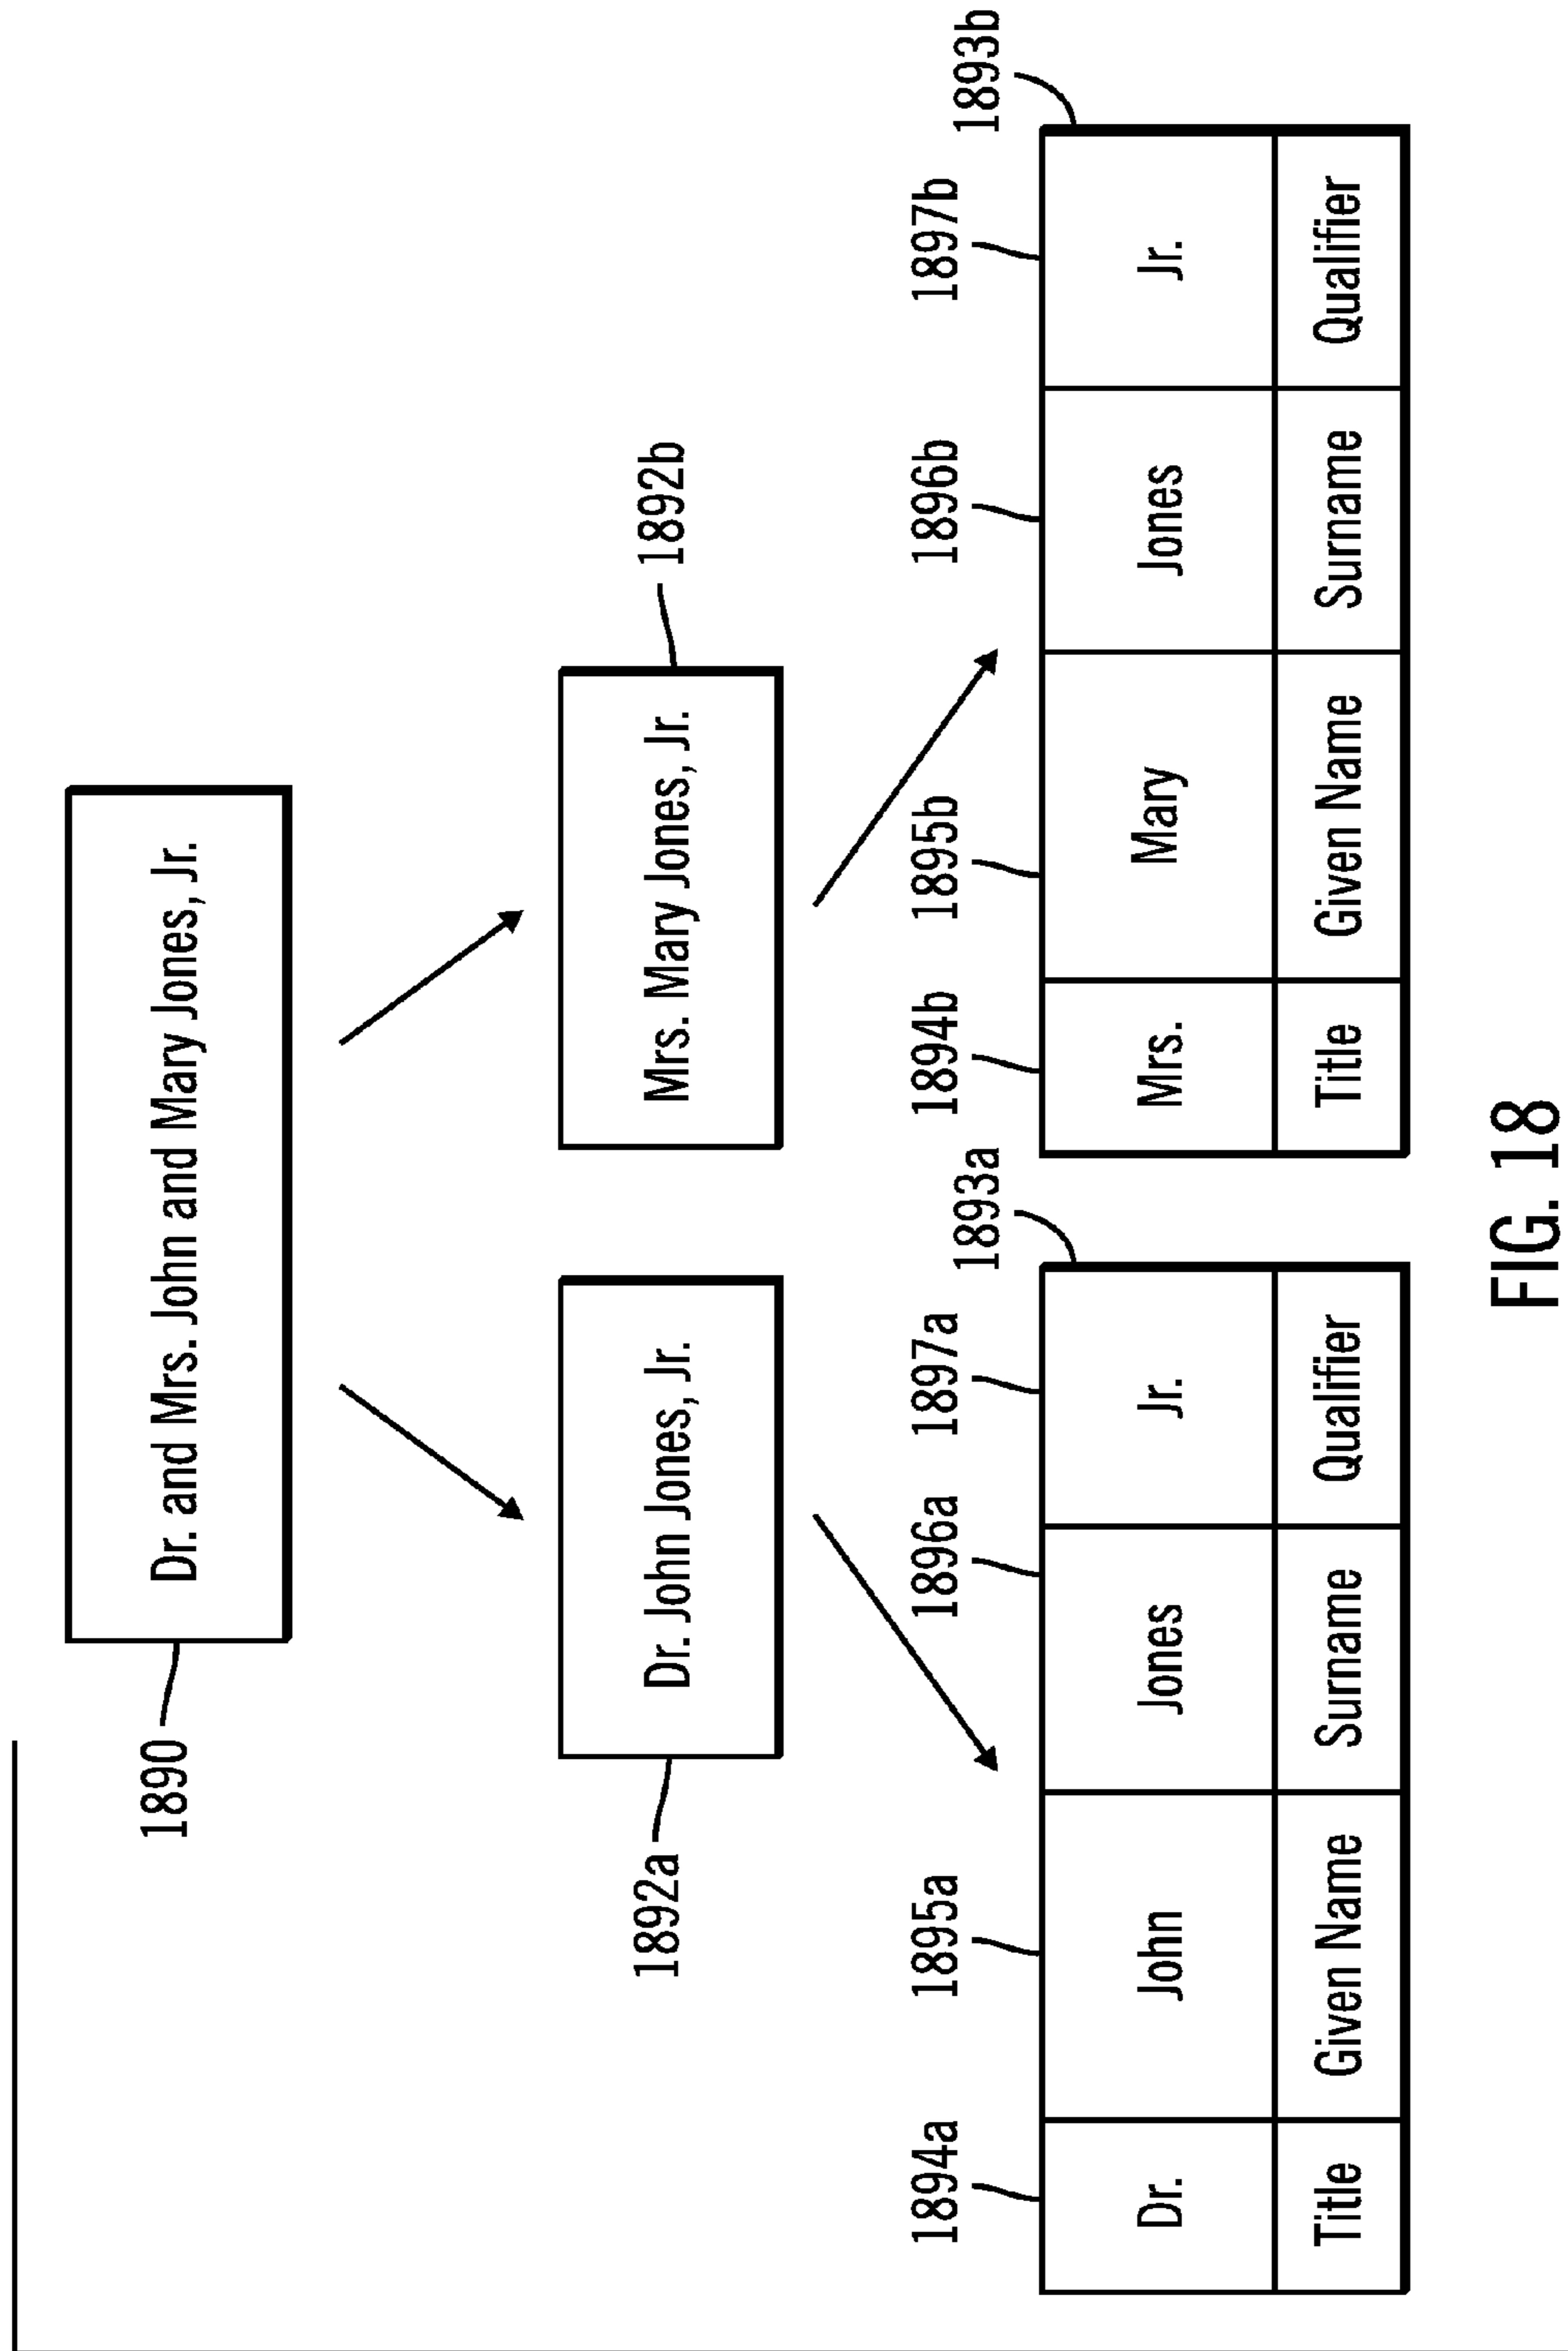 1890
Dr. and Mrs. John and Mary Jones, Jr.
1892a
Dr. John Jones, Jr.
Mrs. Mary Jones, Jr.
1892b
1894a
1895a
1896a
1897a
1893a
Dr.
John
Jones
Jr.
Title
Given Name
Surname
Qualifier
1894b
1895b
1896b
1897b
1893b
Mrs.
Mary
Jones
Jr.
Title
Given Name
Surname
Qualifier
FIG. 18